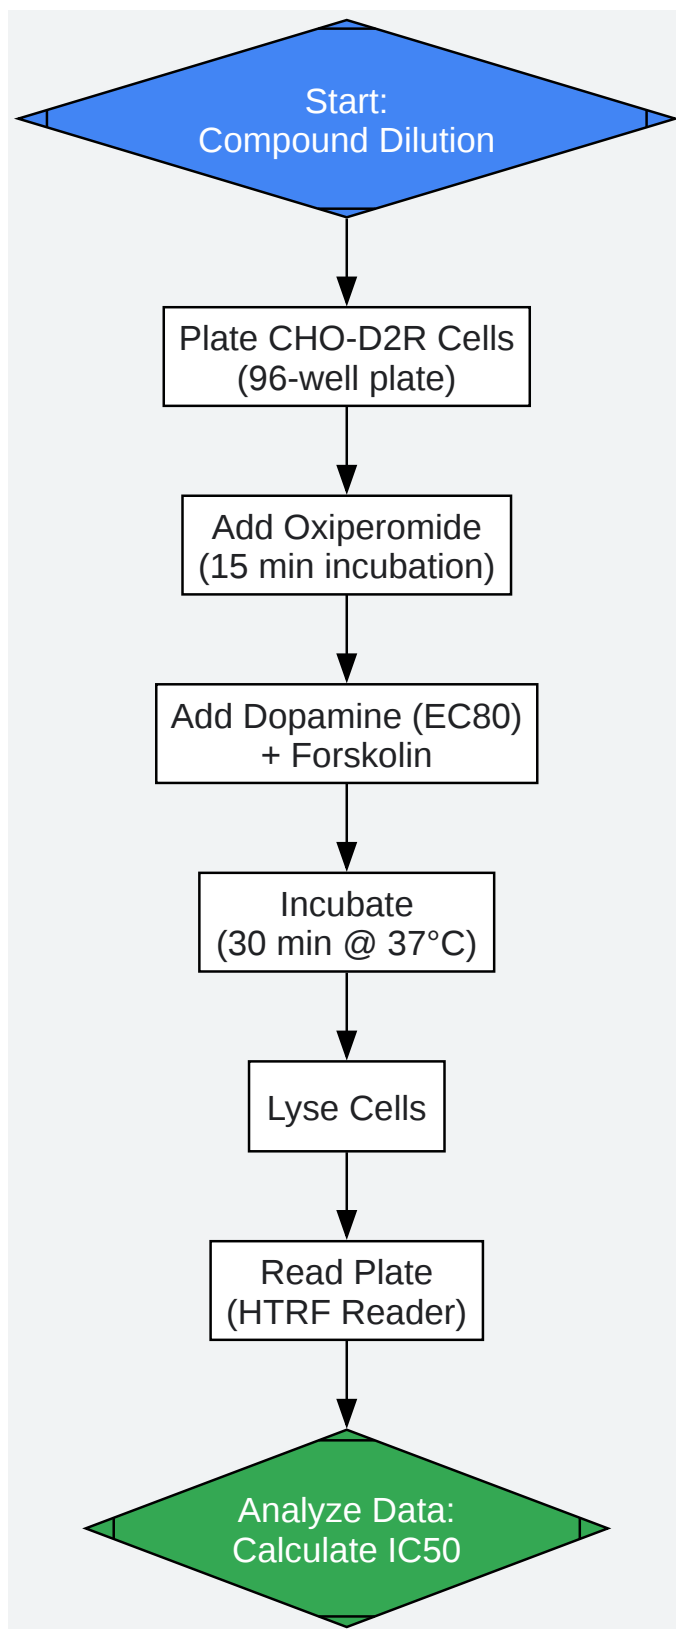 Start:
Compound Dilution
Plate CHO-D2R Cells
(96-well plate)
Add Oxiperomide
(15 min incubation)
Add Dopamine (EC80)
+ Forskolin
Incubate
(30 min @ 37°C)
Lyse Cells
Read Plate
(HTRF Reader)
Analyze Data:
Calculate IC50